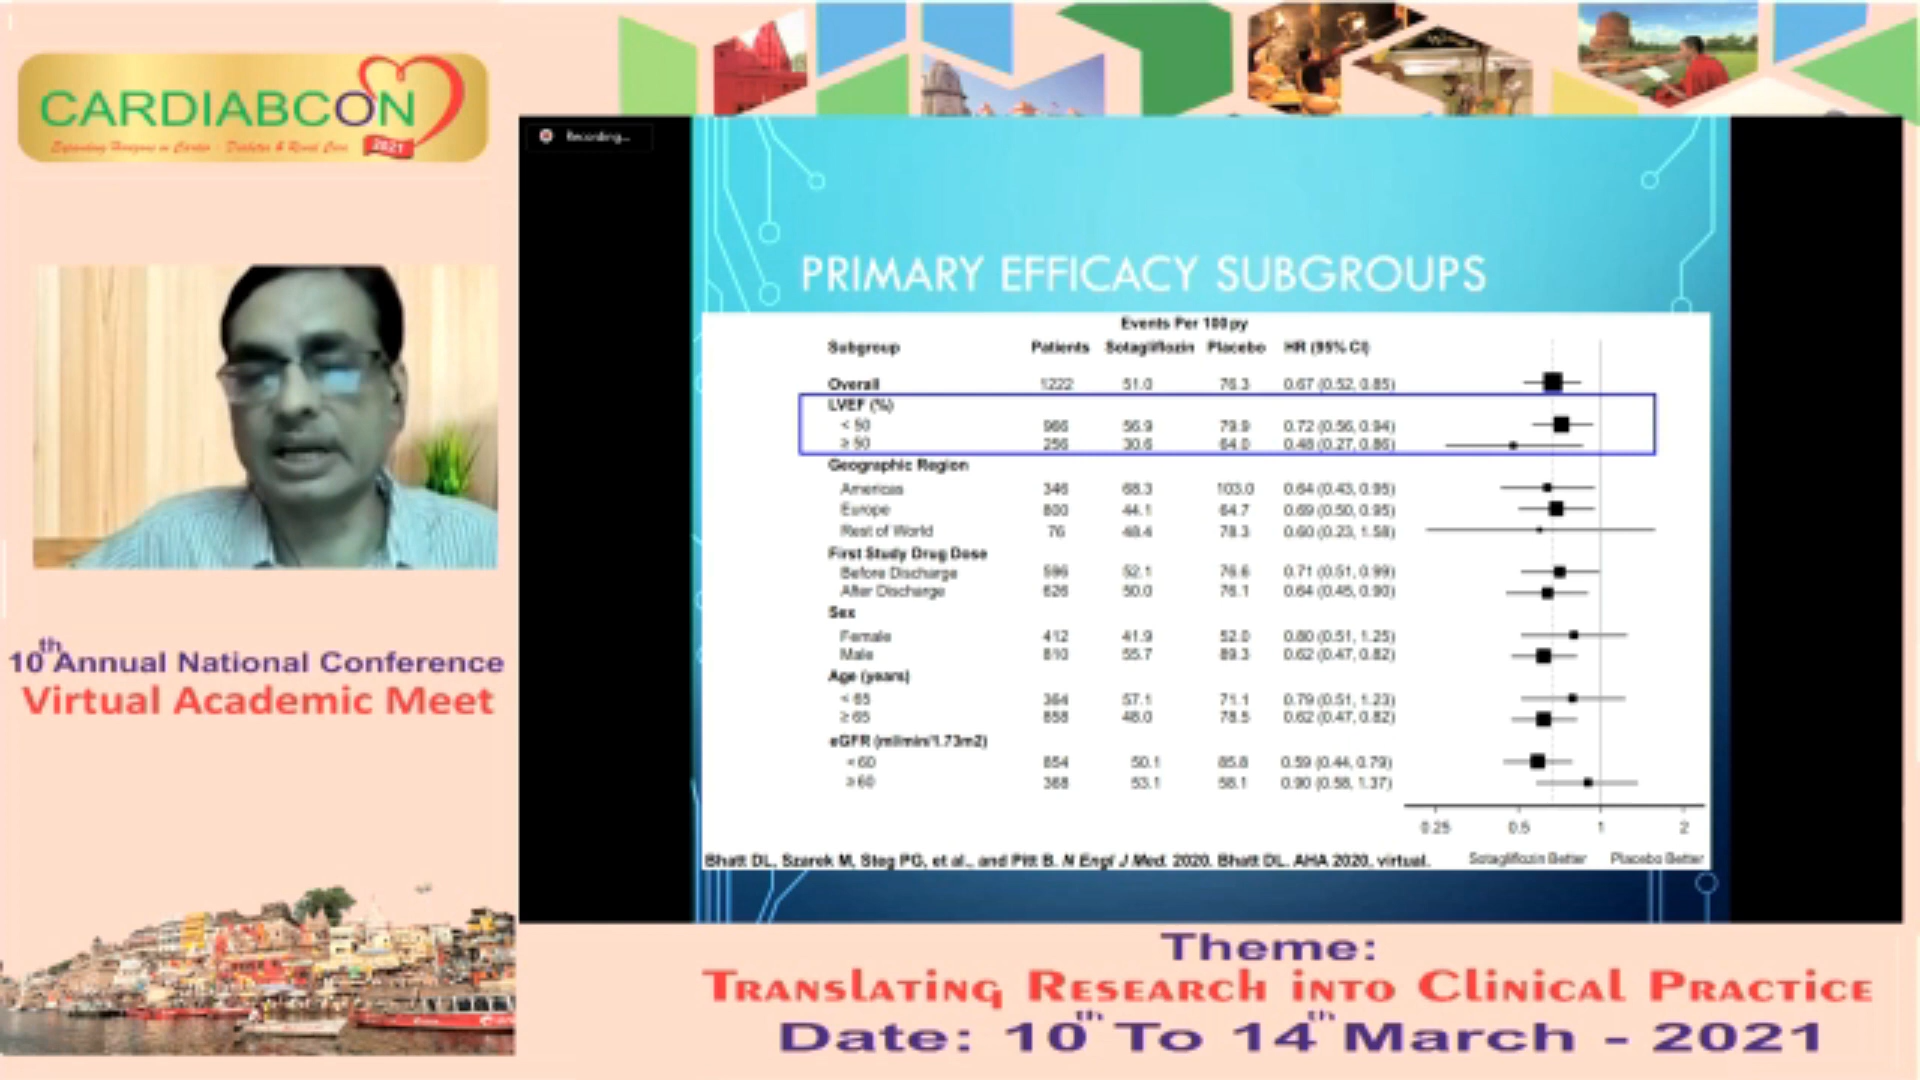 CARDIABCON
Expanding Horizons in Cardio - Diabetes & Renal Care
2021
10th Annual National Conference
Virtual Academic Meet
Recording...
PRIMARY EFFICACY SUBGROUPS
Events Per 100py
Subgroup Patients Sotagliflozin Placebo HR (95% CI)
Overall 1222 51.0 76.3 0.67 (0.52, 0.85)
LVEF (%)
< 50 966 56.9 79.9 0.72 (0.56, 0.94)
≥ 50 256 30.6 64.0 0.48 (0.27, 0.86)
Geographic Region
Americas 346 68.3 103.0 0.64 (0.43, 0.95)
Europe 800 44.1 64.7 0.69 (0.50, 0.95)
Rest of World 76 48.4 78.3 0.60 (0.23, 1.58)
First Study Drug Dose
Before Discharge 596 52.1 76.6 0.71 (0.51, 0.99)
After Discharge 626 50.0 76.1 0.64 (0.45, 0.90)
Sex
Female 412 41.9 52.0 0.80 (0.51, 1.25)
Male 810 55.7 89.3 0.62 (0.47, 0.82)
Age (years)
< 65 364 57.1 71.1 0.79 (0.51, 1.23)
≥ 65 858 48.0 78.5 0.62 (0.47, 0.82)
eGFR (ml/min/1.73m2)
<60 854 50.1 85.8 0.59 (0.44, 0.79)
≥60 368 53.1 58.1 0.90 (0.58, 1.37)
0.25 0.5 1 2
Sotagliflozin Better Placebo Better
Bhatt DL, Szarek M, Steg PG, et al., and Pitt B. N Engl J Med. 2020. Bhatt DL. AHA 2020, virtual.
Theme:
Translating Research into Clinical Practice
Date: 10th To 14th March - 2021